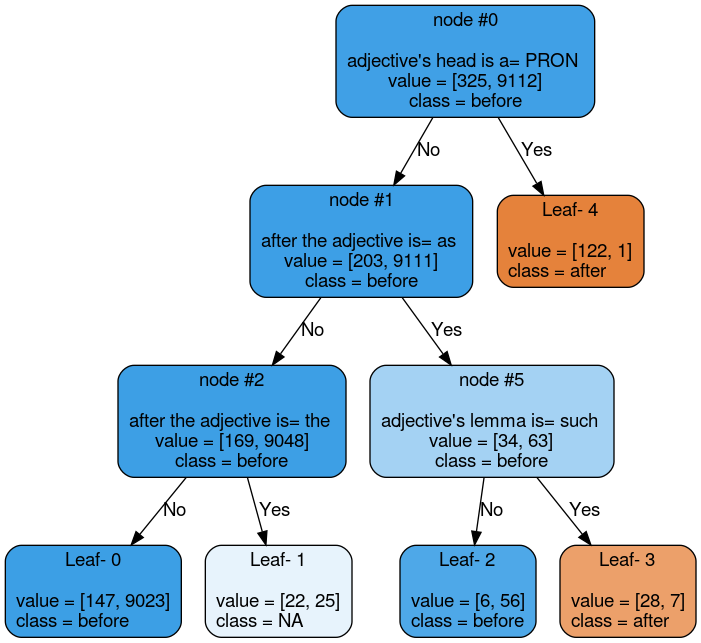 node #0
adjective's head is a= PRON
value = [325, 9112]
class = before
No
Yes
node #1
after the adjective is= as
value = [203, 9111]
class = before
Leaf- 4
value = [122, 1]
class = after
No
Yes
node #2
after the adjective is= the
value = [169, 9048]
class = before
node #5
adjective's lemma is= such
value = [34, 63]
class = before
No
Yes
No
Yes
Leaf- 0
value = [147, 9023]
class = before
Leaf- 1
value = [22, 25]
class = NA
Leaf- 2
value = [6, 56]
class = before
Leaf- 3
value = [28, 7]
class = after